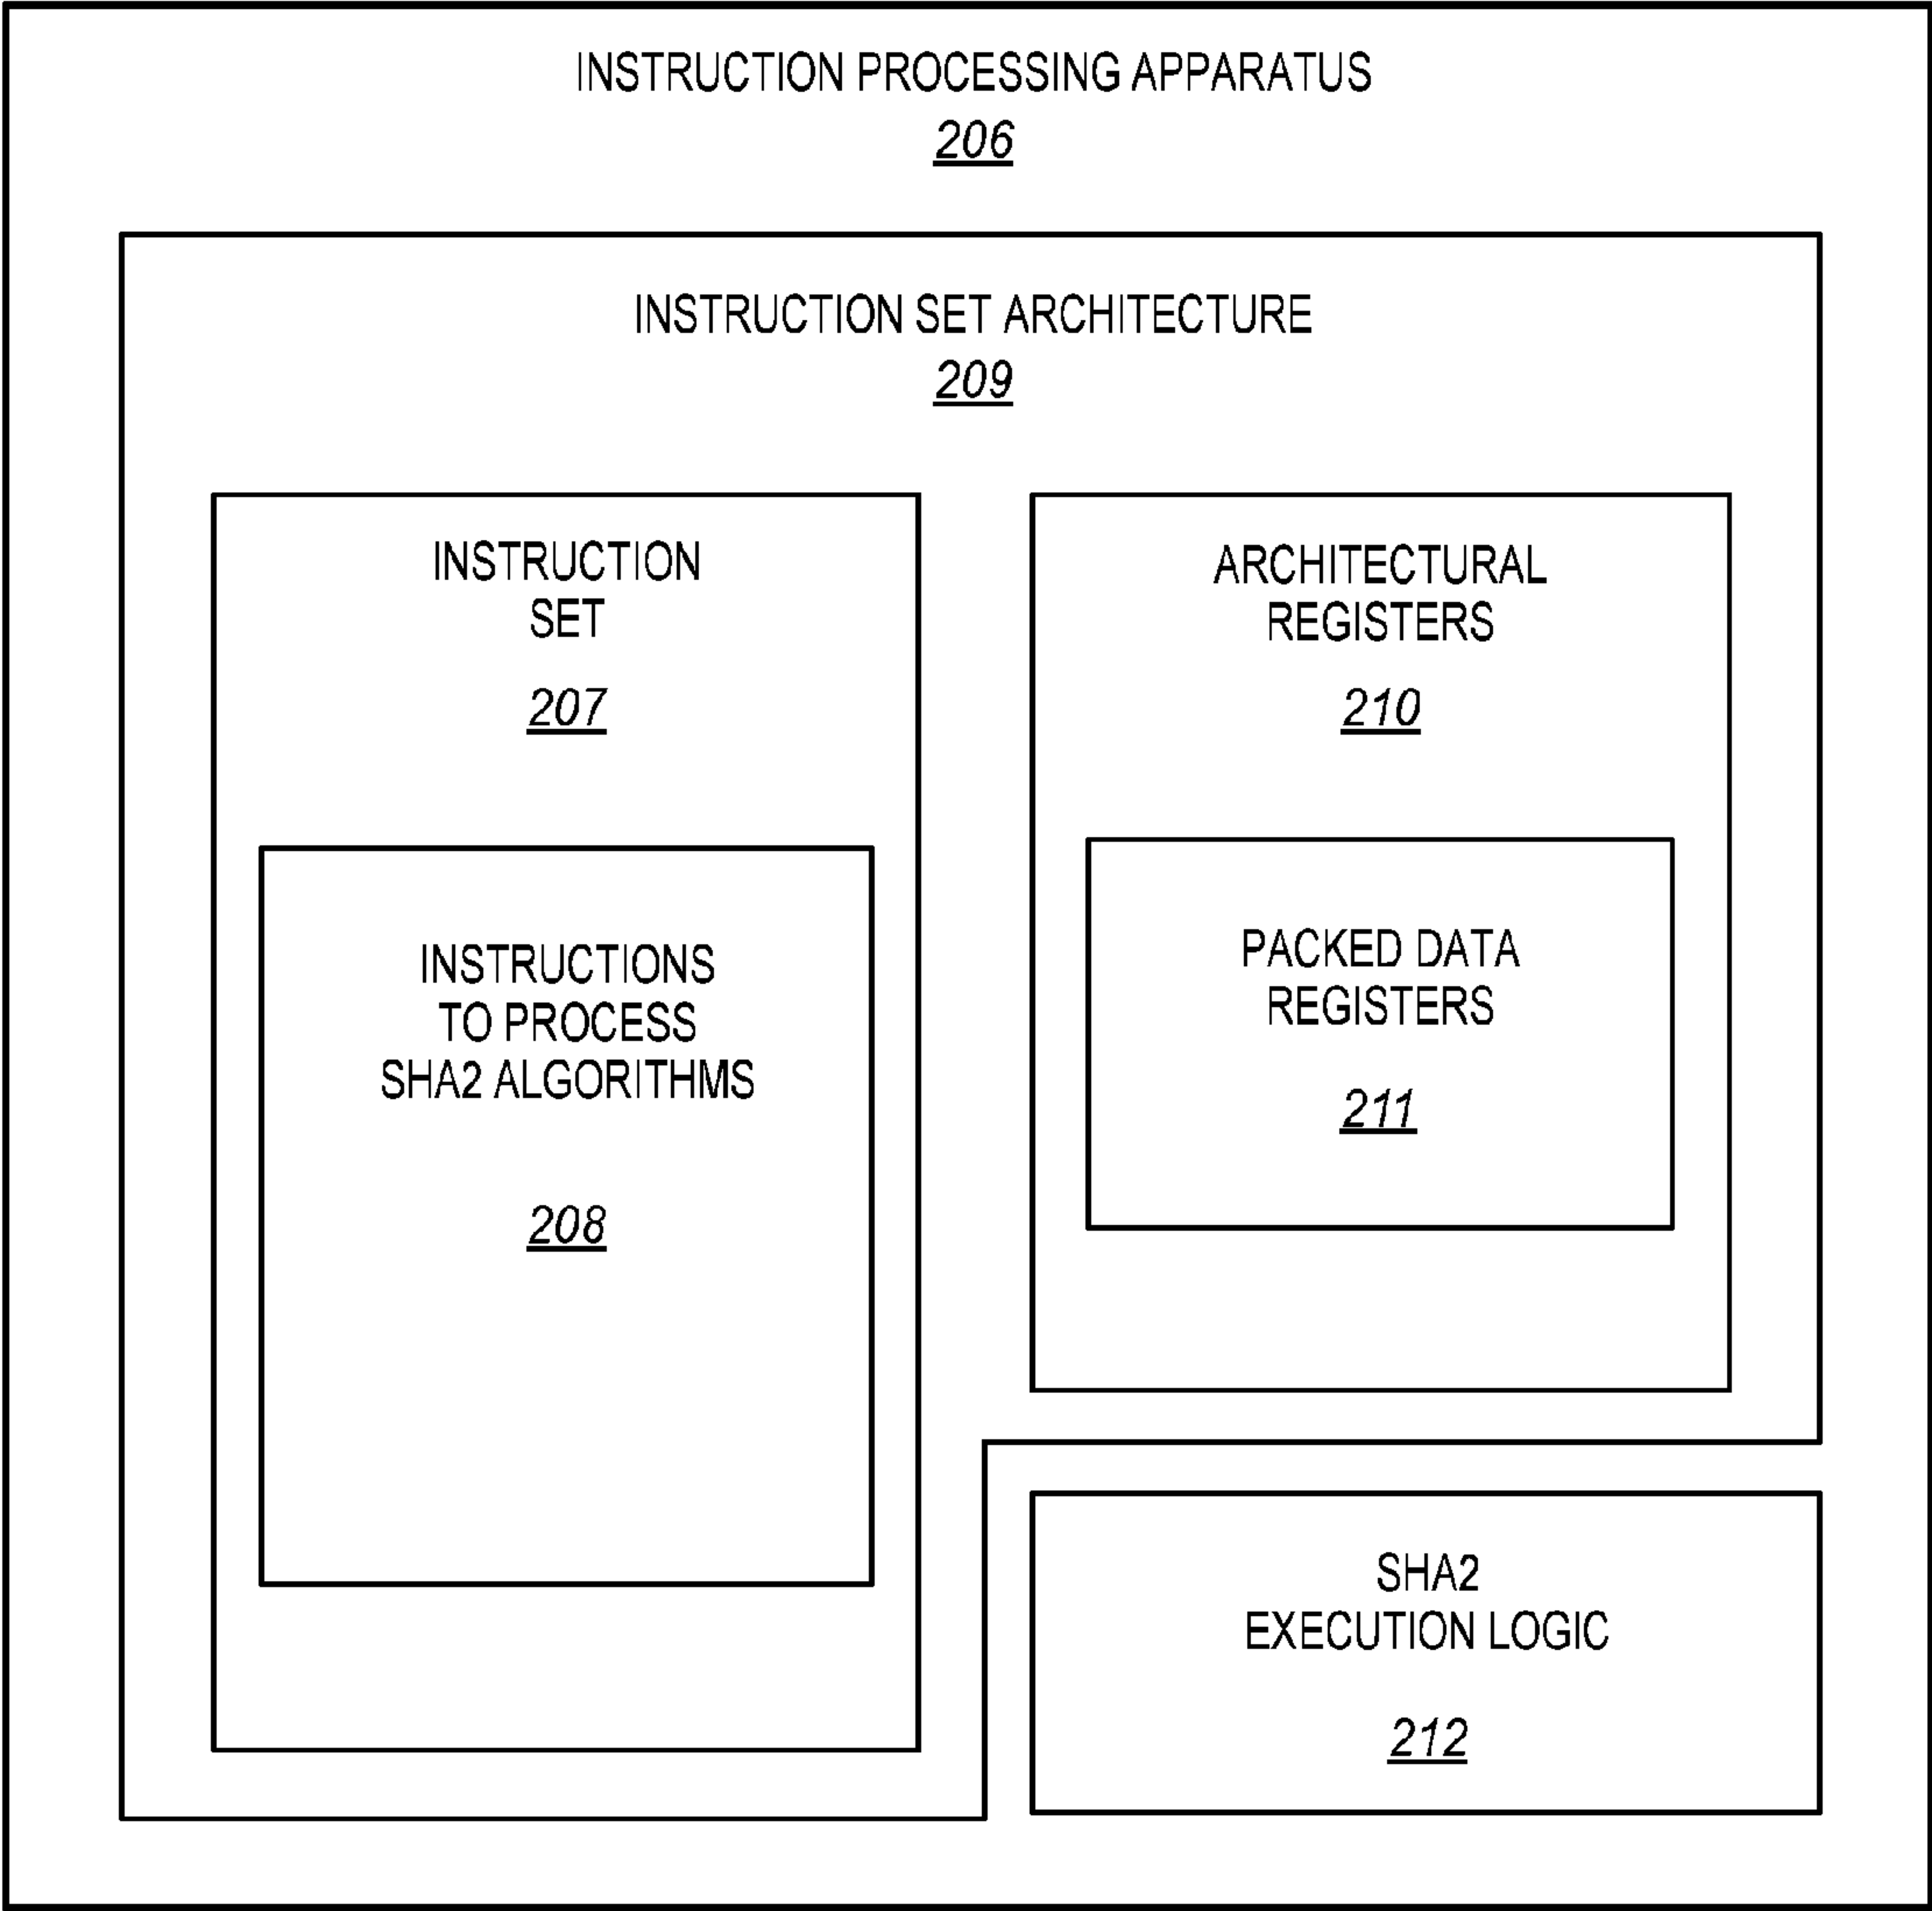 INSTRUCTION PROCESSING APPARATUS
206
INSTRUCTION SET ARCHITECTURE
209
INSTRUCTION
SET
207
INSTRUCTIONS
TO PROCESS
SHA2 ALGORITHMS
208
ARCHITECTURAL
REGISTERS
210
PACKED DATA
REGISTERS
211
SHA2
EXECUTION LOGIC
212